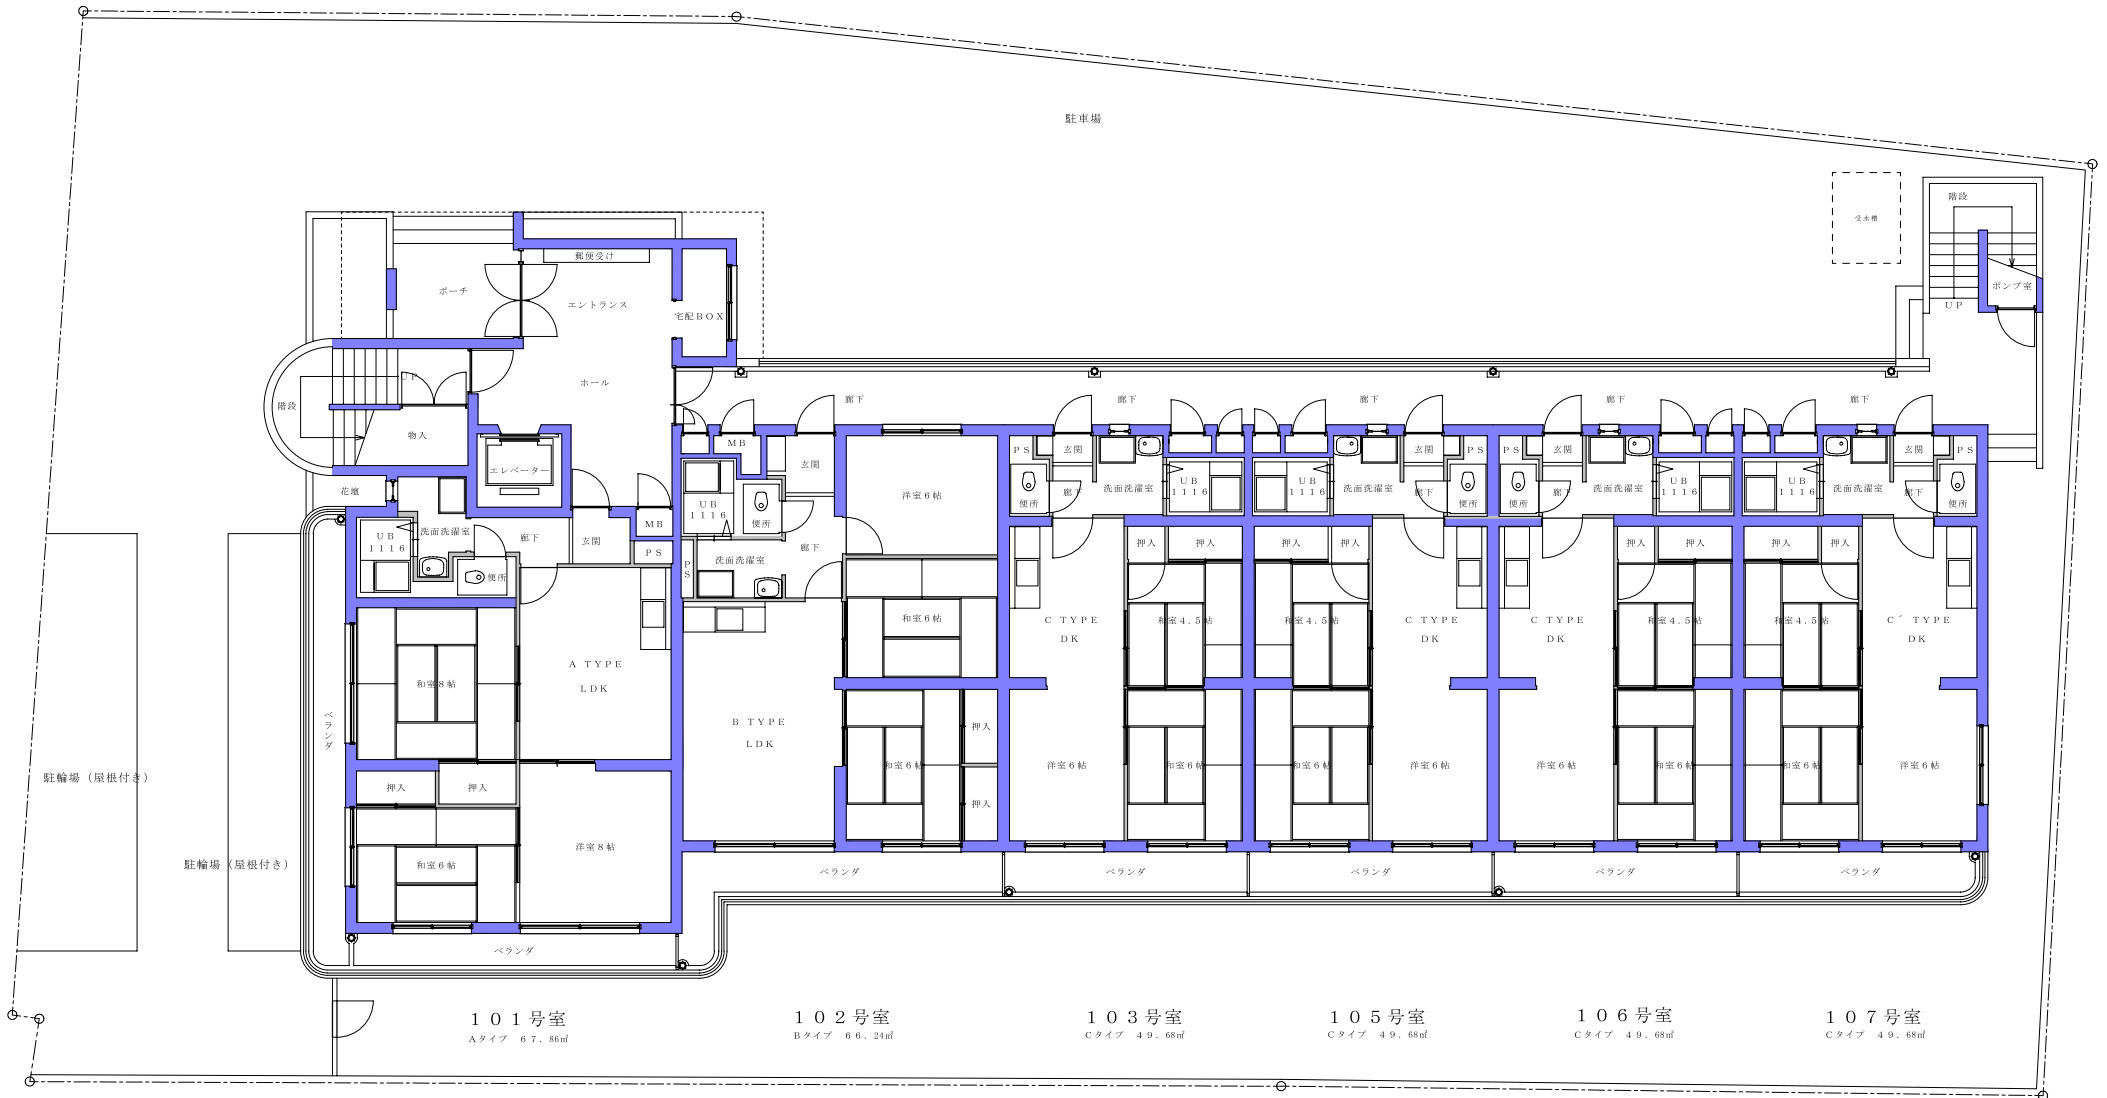 駐車場
階段
受水槽
ポンプ室
UP
郵便受け
ポーチ
エントランス
宅配BOX
UP
ホール
階段
物入
廊下
廊下
廊下
廊下
廊下
エレベーター
花壇
MB
玄関
洋室6帖
UB
1116
便所
廊下
洗面洗濯室
PS
MB
PS
玄関
廊下
洗面洗濯室
UB
1116
便所
PS
玄関
廊下
便所
洗面洗濯室
UB
1116
UB
1116
洗面洗濯室
玄関
廊下
PS
便所
PS
玄関
廊下
便所
洗面洗濯室
UB
1116
UB
1116
洗面洗濯室
玄関
廊下
PS
便所
押入
押入
押入
押入
押入
押入
押入
押入
和室6帖
C TYPE
DK
和室4.5帖
和室4.5帖
C TYPE
DK
C TYPE
DK
和室4.5帖
和室4.5帖
C´ TYPE
DK
和室8帖
A TYPE
LDK
B TYPE
LDK
ベランダ
押入
和室6帖
押入
洋室6帖
和室6帖
和室6帖
洋室6帖
洋室6帖
和室6帖
和室6帖
洋室6帖
駐輪場(屋根付き)
駐輪場(屋根付き)
押入
押入
和室6帖
洋室8帖
ベランダ
ベランダ
ベランダ
ベランダ
ベランダ
ベランダ
101号室
Aタイプ 67.86㎡
102号室
Bタイプ 66.24㎡
103号室
Cタイプ 49.68㎡
105号室
Cタイプ 49.68㎡
106号室
Cタイプ 49.68㎡
107号室
Cタイプ 49.68㎡